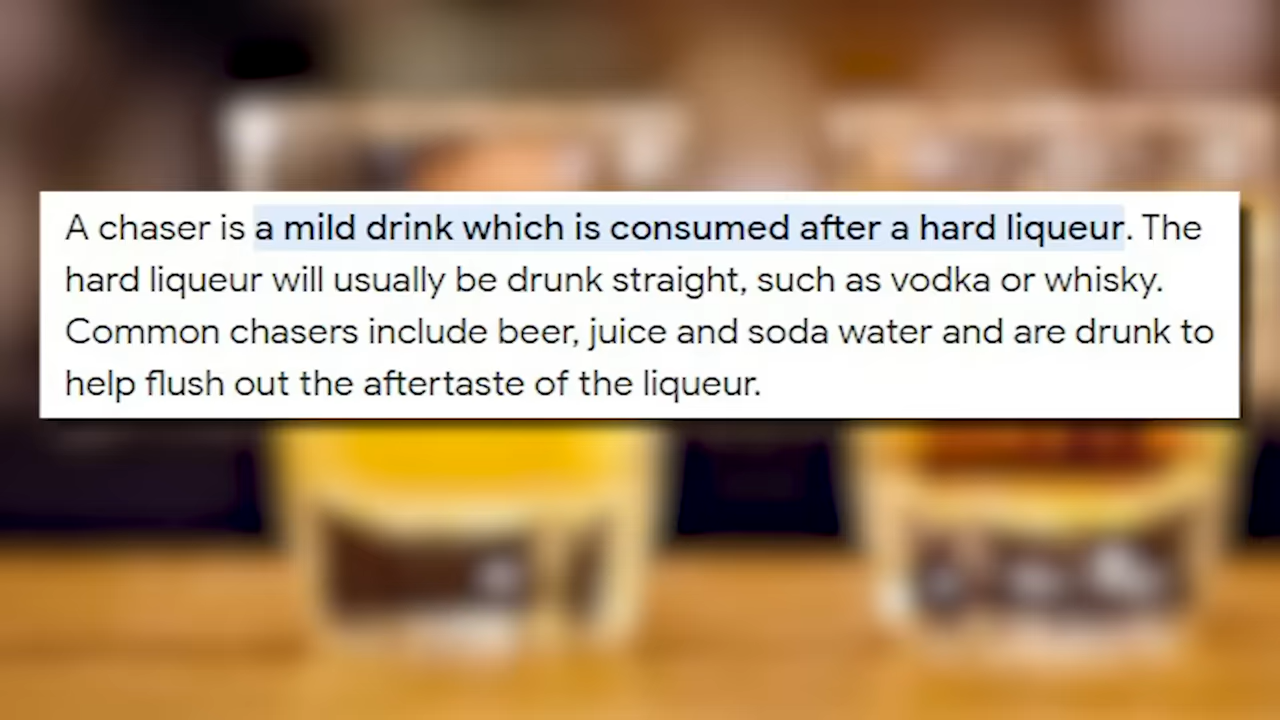 A chaser is a mild drink which is consumed after a hard liqueur. The
hard liqueur will usually be drunk straight, such as vodka or whisky.
Common chasers include beer, juice and soda water and are drunk to
help flush out the aftertaste of the liqueur.